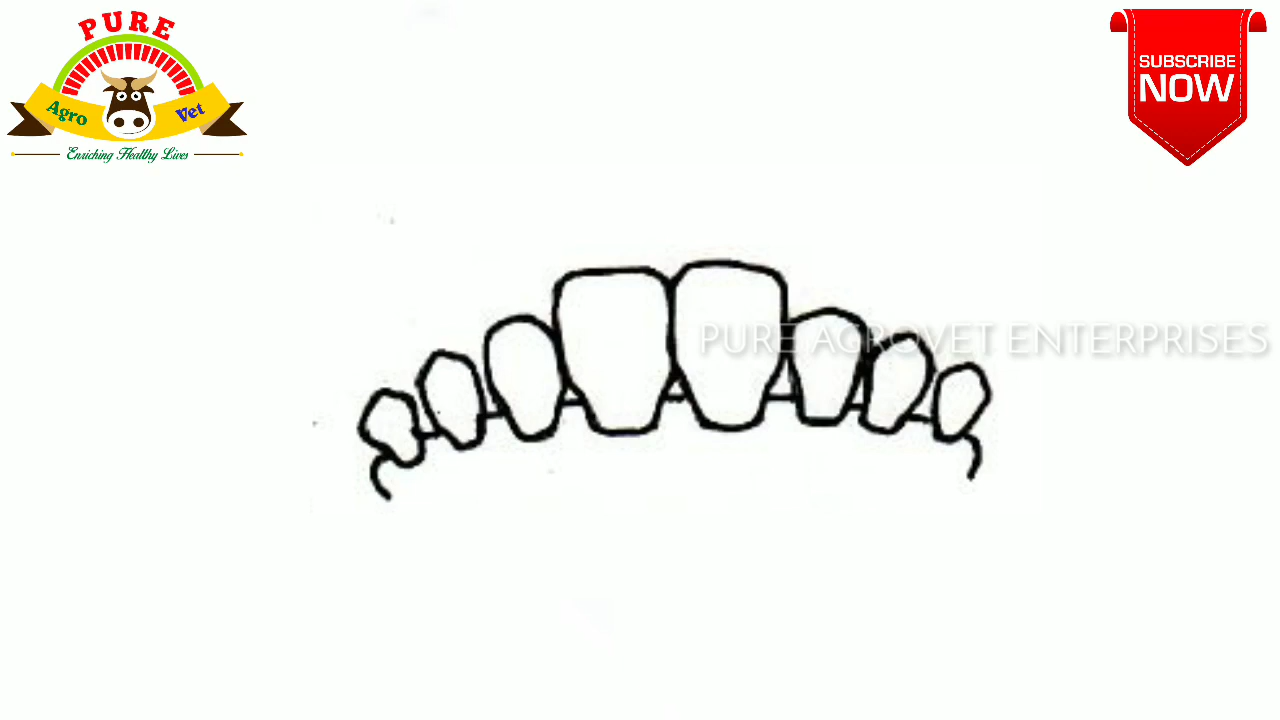 PURE
Agro Vet
Enriching Healthy Lives
SUBSCRIBE
NOW
PURE AGROVET ENTERPRISES